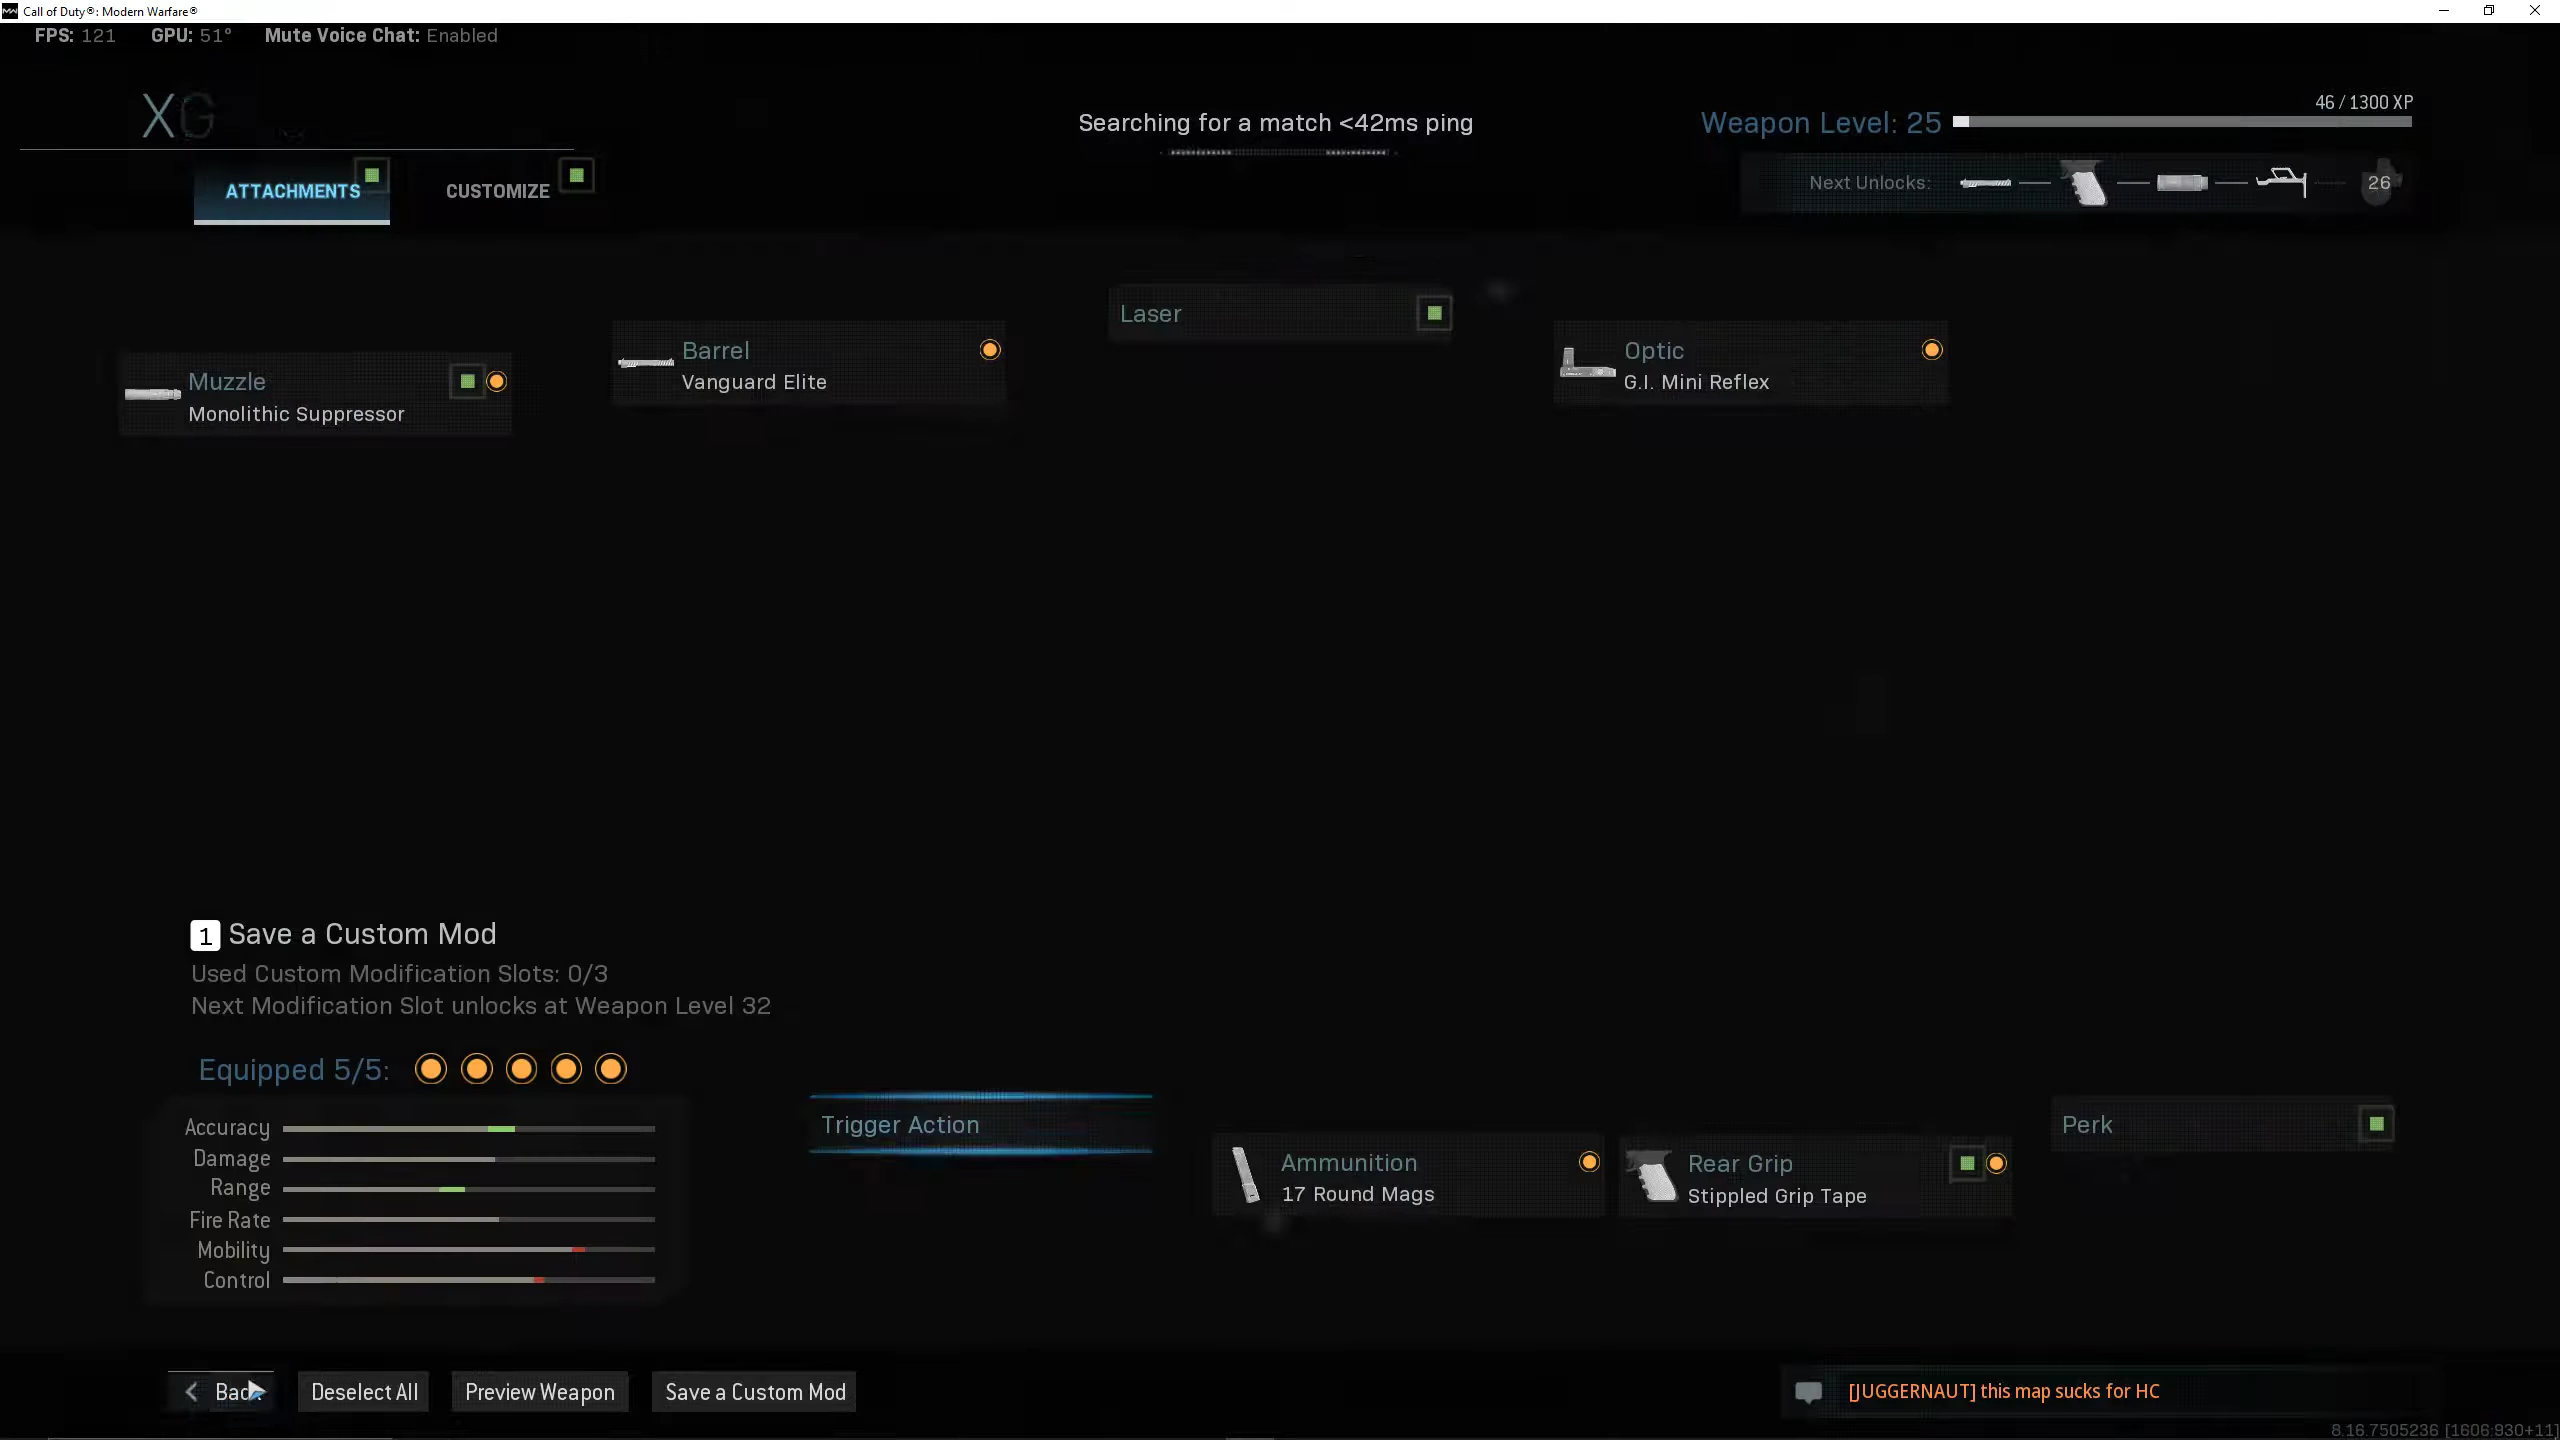 Call of Duty®: Modern Warfare®
FPS: 121 GPU: 51° Mute Voice Chat: Enabled
XG
Searching for a match <42ms ping
Weapon Level: 25
46 / 1300 XP
ATTACHMENTS
CUSTOMIZE
Next Unlocks:
26
Muzzle
Monolithic Suppressor
Barrel
Vanguard Elite
Laser
Optic
G.I. Mini Reflex
1 Save a Custom Mod
Used Custom Modification Slots: 0/3
Next Modification Slot unlocks at Weapon Level 32
Equipped 5/5:
Accuracy
Damage
Range
Fire Rate
Mobility
Control
Trigger Action
Ammunition
17 Round Mags
Rear Grip
Stippled Grip Tape
Perk
Back
Deselect All
Preview Weapon
Save a Custom Mod
[JUGGERNAUT] this map sucks for HC
8.16.7505236 [1606:930+11]